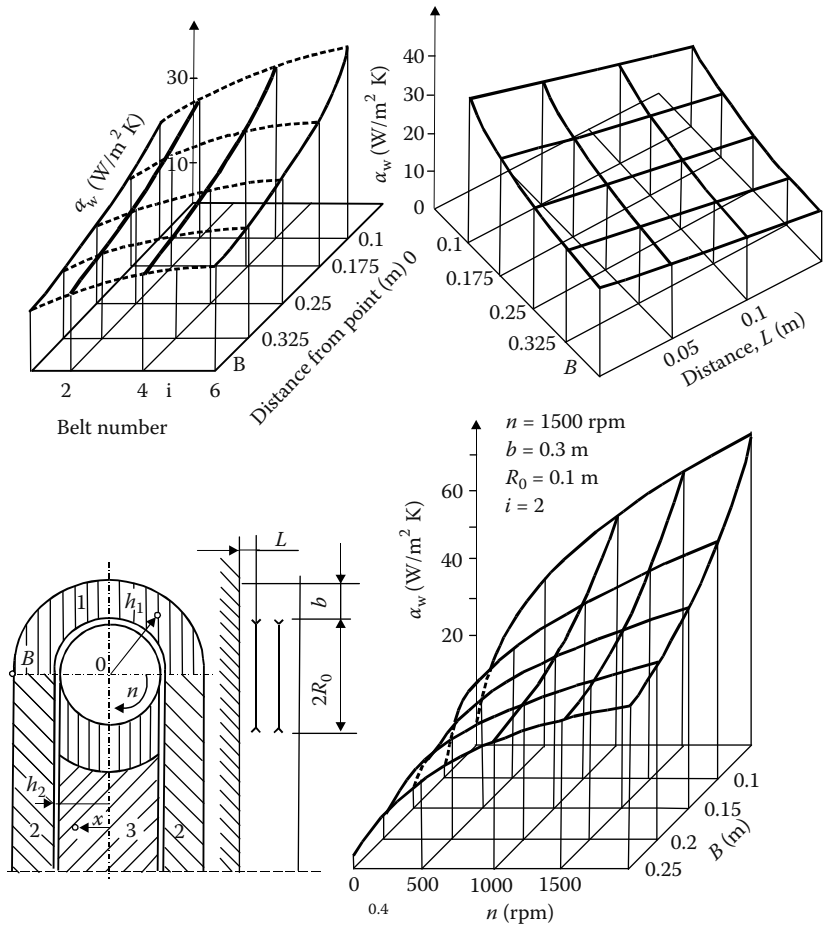 30
10
α_w (W/m² K)
0.1
0.175
0.25
0.325
B
Distance from point (m) 0
2 4 i 6
Belt number
40
30
20
10
0
α_w (W/m² K)
0.1
0.175
0.25
0.325
B
0.05
0.1
Distance, L (m)
L
b
2R₀
1
h₁
B
0
n
h₂
2
x
3
2
n = 1500 rpm
b = 0.3 m
R₀ = 0.1 m
i = 2
60
40
20
α_w (W/m² K)
0.1
0.15
0.2
0.25
B (m)
0 500 1000 1500
0.4
n (rpm)